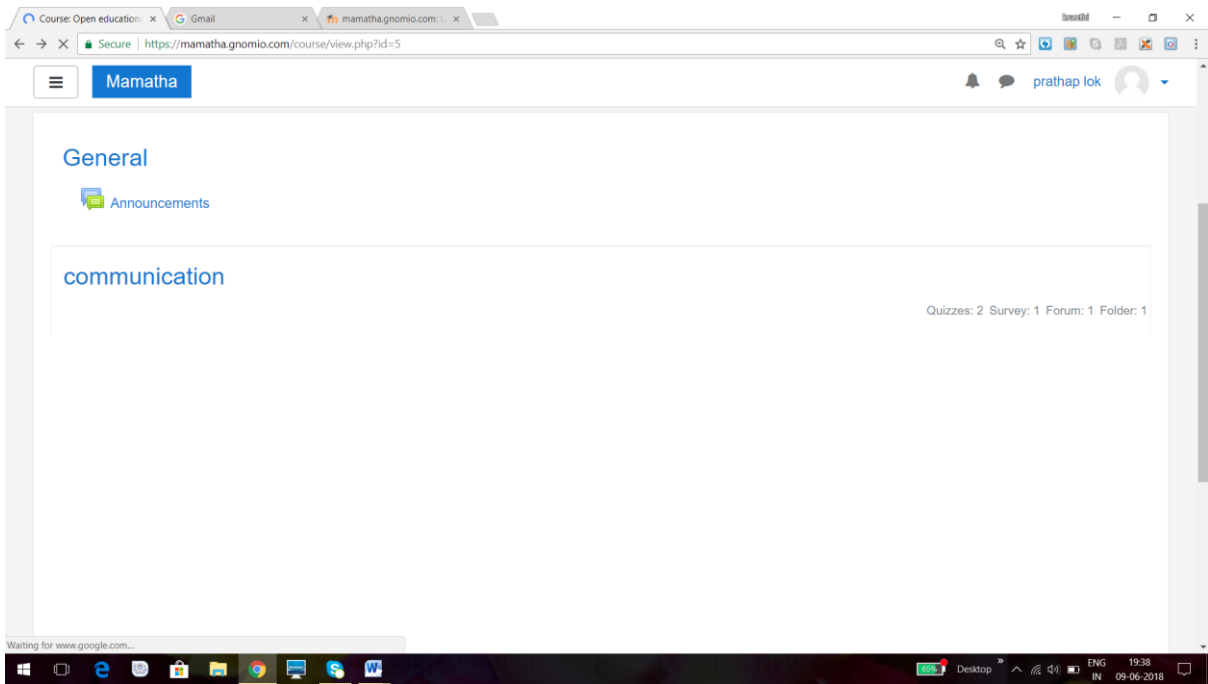 Course: Open education
Gmail
mamatha.gnomio.com: L
Secure | https://mamatha.gnomio.com/course/view.php?id=5
Mamatha
prathap lok
General
Announcements
communication
Quizzes: 2 Survey: 1 Forum: 1 Folder: 1
Waiting for www.google.com...
65%
Desktop
ENG
19:38
IN
09-06-2018